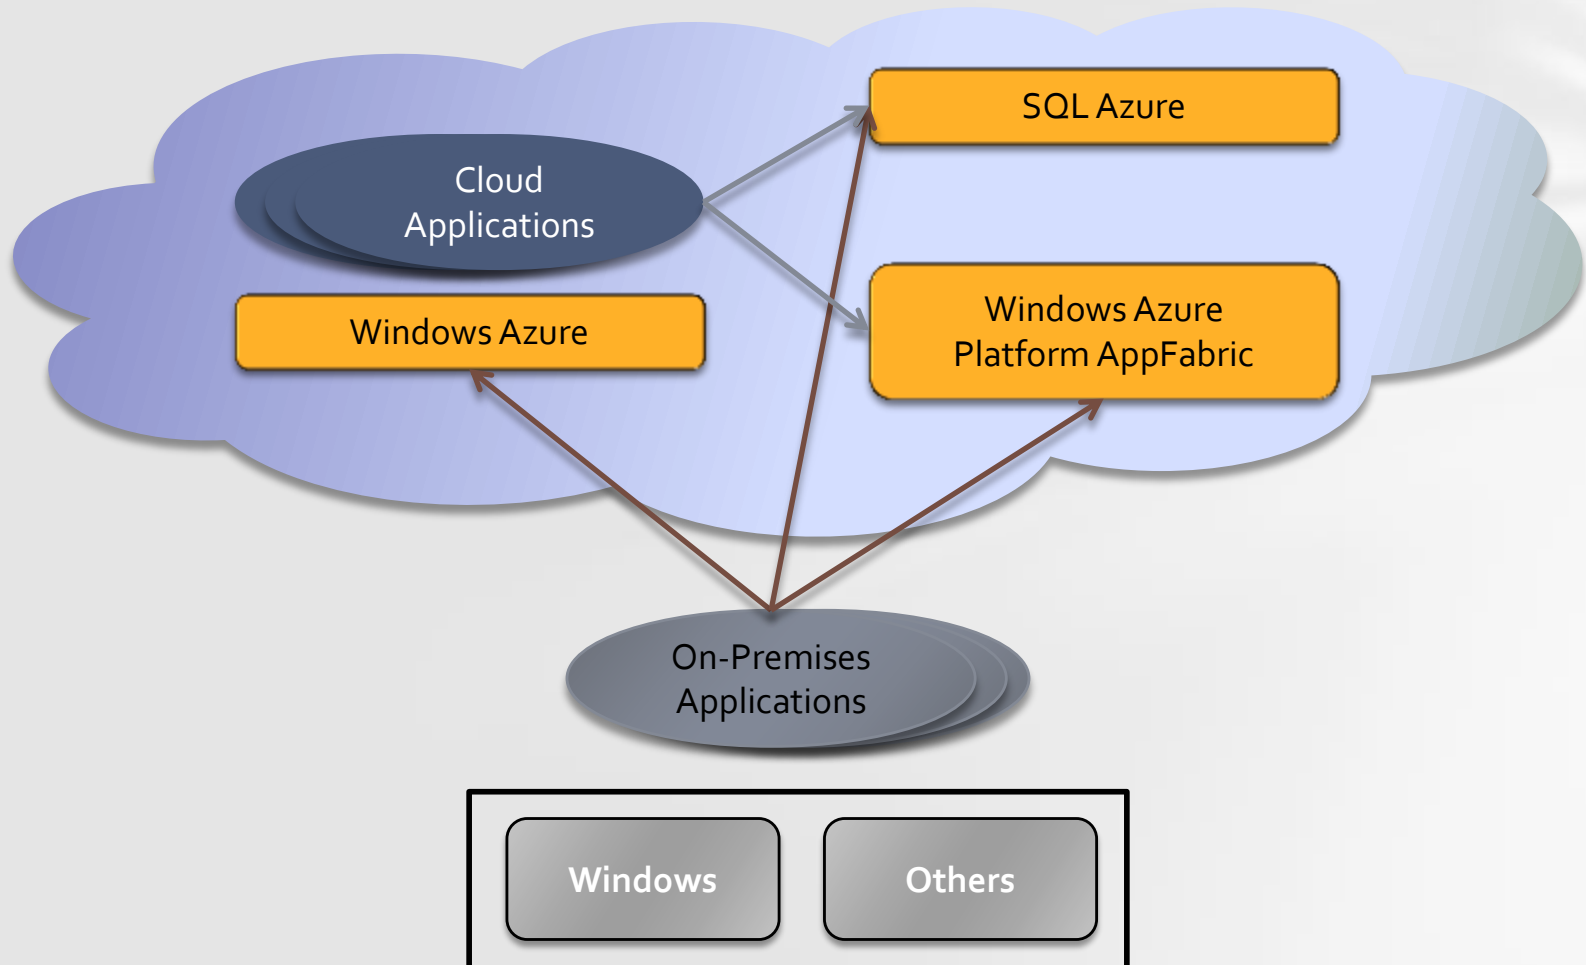 SQL Azure
Cloud
Applications
Windows Azure
Windows Azure
Platform AppFabric
On-Premises
Applications
Windows
Others